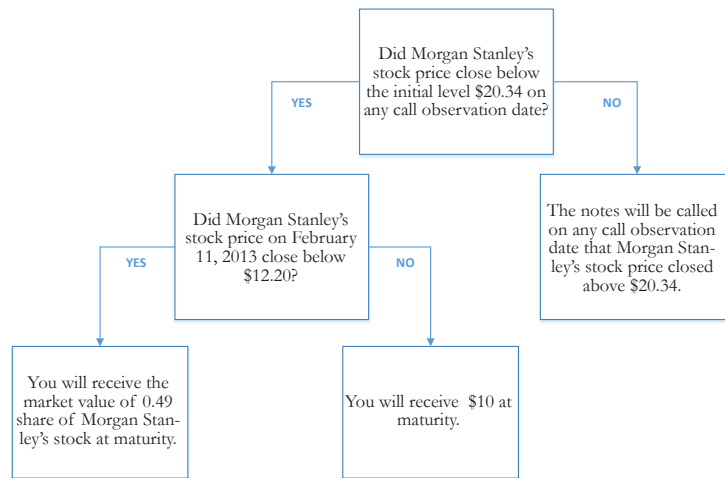 Did Morgan Stanley's
stock price close below
the initial level $20.34 on
any call observation date?
YES
NO
Did Morgan Stanley's
stock price on February
11, 2013 close below
$12.20?
The notes will be called
on any call observation
date that Morgan Stan-
ley's stock price closed
above $20.34.
YES
NO
You will receive the
market value of 0.49
share of Morgan Stan-
ley's stock at maturity.
You will receive $10 at
maturity.